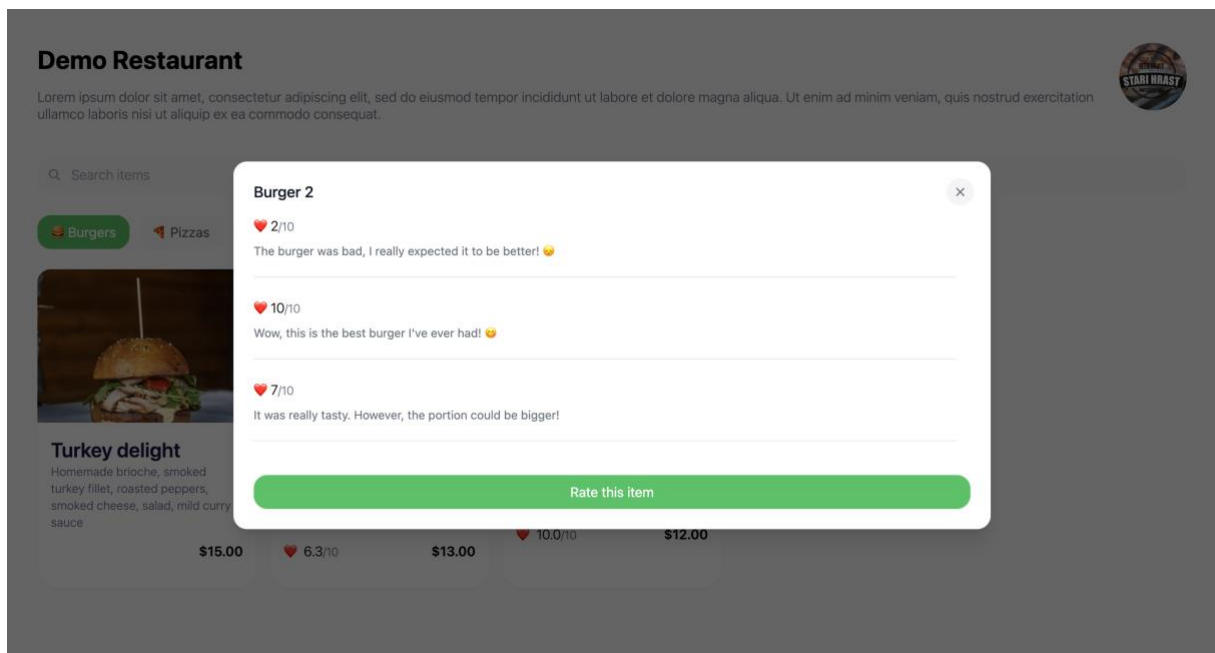 Demo Restaurant
Lorem ipsum dolor sit amet, consectetur adipiscing elit, sed do eiusmod tempor incididunt ut labore et dolore magna aliqua. Ut enim ad minim veniam, quis nostrud exercitation
ullamco laboris nisi ut aliquip ex ea commodo consequat.
STARI HRAST
Search items
🍔 Burgers
🍕 Pizzas
Burger 2
❤️ 2/10
The burger was bad, I really expected it to be better! 😞
❤️ 10/10
Wow, this is the best burger I've ever had! 😋
❤️ 7/10
It was really tasty. However, the portion could be bigger!
Rate this item
Turkey delight
Homemade brioche, smoked
turkey fillet, roasted peppers,
smoked cheese, salad, mild curry
sauce
$15.00
❤️ 6.3/10
$13.00
❤️ 10.0/10
$12.00